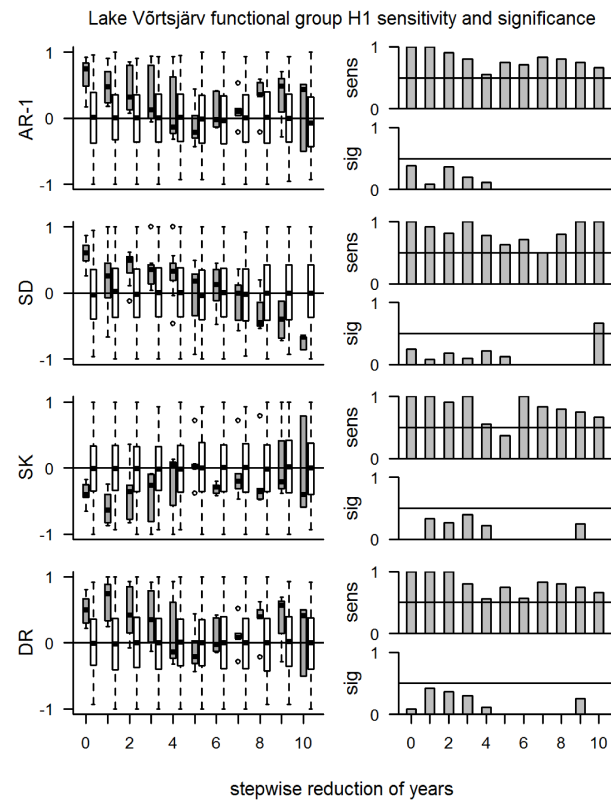 Lake Võrtsjärv functional group H1 sensitivity and significance
AR-1
1
0
-1
sens
1
0
sig
1
0
SD
1
0
-1
sens
1
0
sig
1
0
SK
1
0
-1
sens
1
0
sig
1
0
DR
1
0
-1
sens
1
0
sig
1
0
0 2 4 6 8 10
0 2 4 6 8 10
stepwise reduction of years